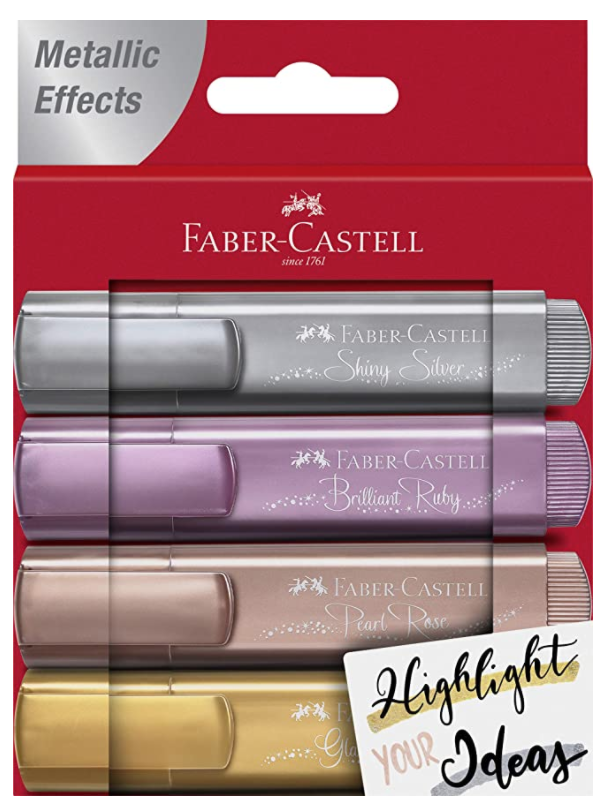 Metallic
Effects
FABER-CASTELL
since 1761
FABER-CASTELL
Shiny Silver
FABER-CASTELL
Brilliant Ruby
FABER-CASTELL
Pearl Rose
Highlight
YOUR Ideas